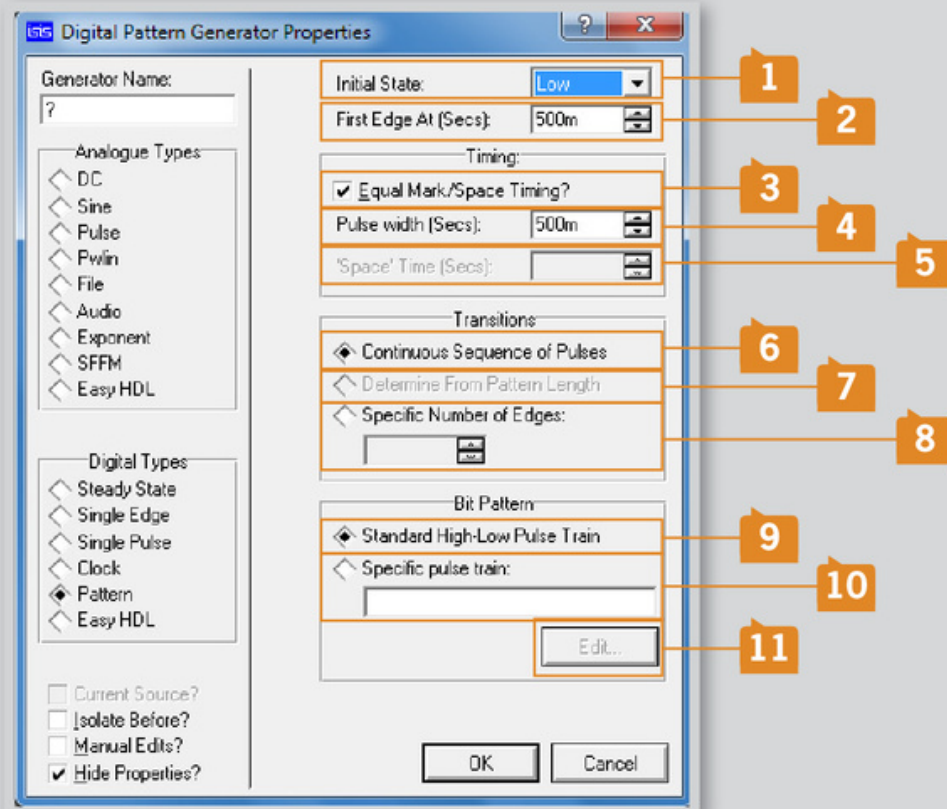 isis Digital Pattern Generator Properties ? X
Generator Name:
?
Analogue Types
DC
Sine
Pulse
Pwlin
File
Audio
Exponent
SFFM
Easy HDL
Digital Types
Steady State
Single Edge
Single Pulse
Clock
Pattern
Easy HDL
Current Source?
Isolate Before?
Manual Edits?
Hide Properties?
Initial State: Low 1
First Edge At (Secs): 500m 2
Timing:
Equal Mark/Space Timing? 3
Pulse width (Secs): 500m 4
'Space' Time (Secs): 5
Transitions
Continuous Sequence of Pulses 6
Determine From Pattern Length 7
Specific Number of Edges: 8
Bit Pattern
Standard High-Low Pulse Train 9
Specific pulse train: 10
Edit... 11
OK Cancel